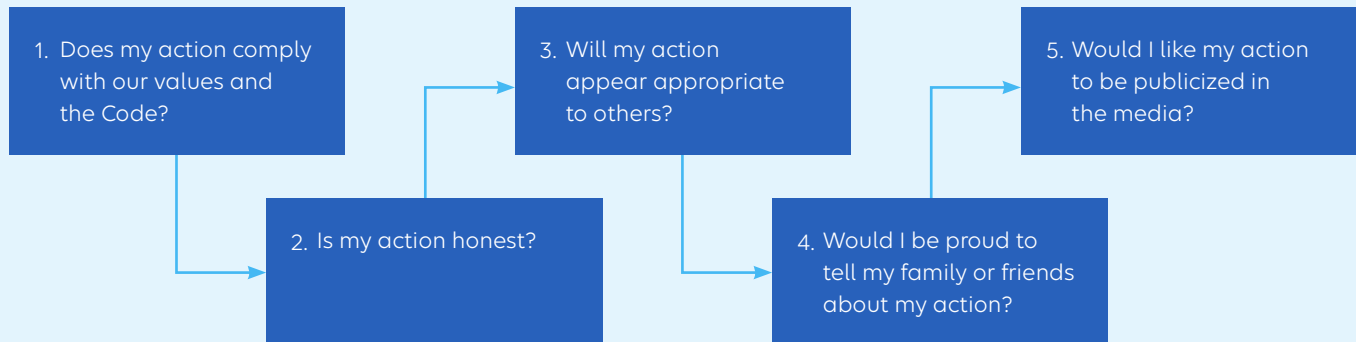 1. Does my action comply
with our values and
the Code?
2. Is my action honest?
3. Will my action
appear appropriate
to others?
4. Would I be proud to
tell my family or friends
about my action?
5. Would I like my action
to be publicized in
the media?